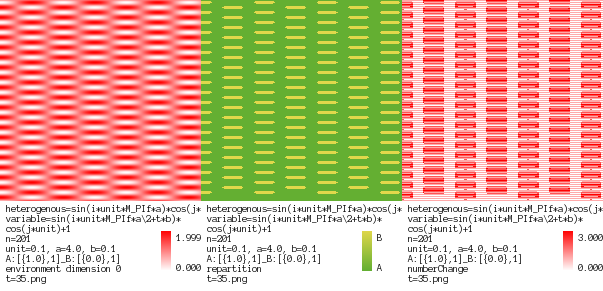 heterogenous=sin(i*unit*M_PIf*a)*cos(j*
variable=sin(i*unit*M_PIf*a\2+t*b)*
cos(j*unit)+1
n=201
unit=0.1, a=4.0, b=0.1
A:[{1.0},1]_B:[{0.0},1]
environment dimension 0
t=35.png
1.999
0.000
heterogenous=sin(i*unit*M_PIf*a)*cos(j*
variable=sin(i*unit*M_PIf*a\2+t*b)*
cos(j*unit)+1
n=201
unit=0.1, a=4.0, b=0.1
A:[{1.0},1]_B:[{0.0},1]
repartition
t=35.png
B
A
heterogenous=sin(i*unit*M_PIf*a)*cos(j*
variable=sin(i*unit*M_PIf*a\2+t*b)*
cos(j*unit)+1
n=201
unit=0.1, a=4.0, b=0.1
A:[{1.0},1]_B:[{0.0},1]
numberChange
t=35.png
3.000
0.000